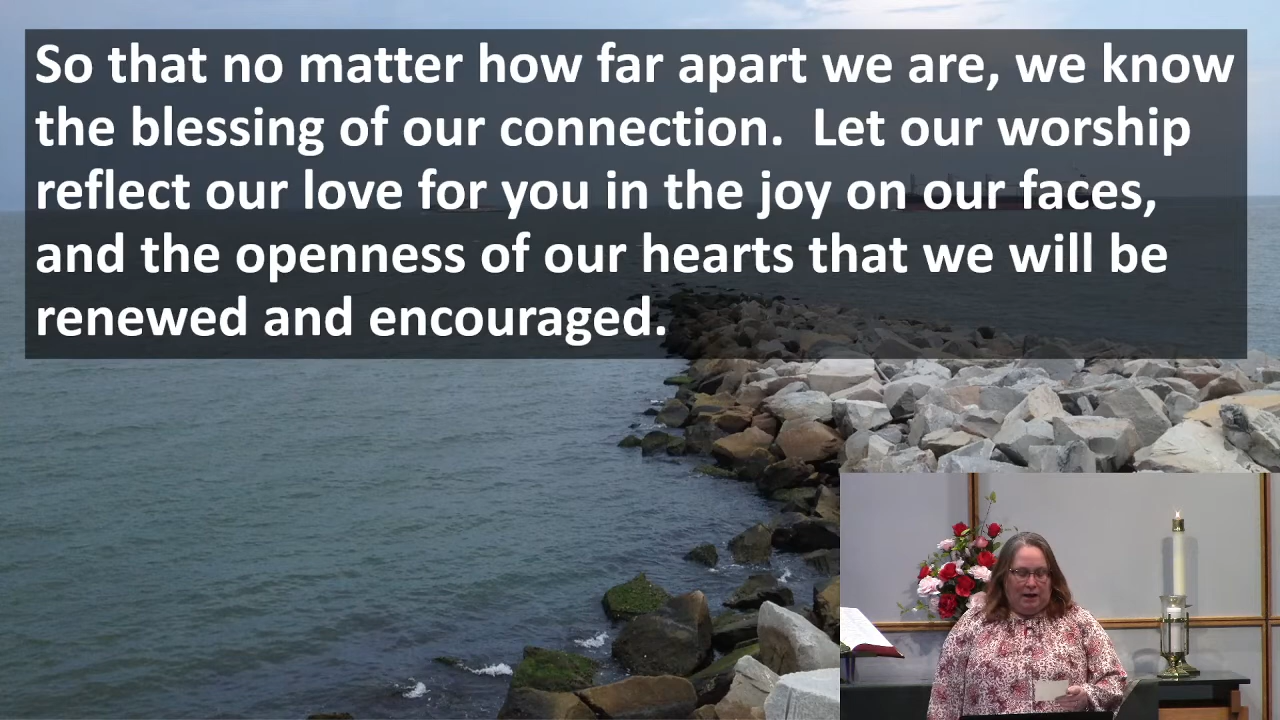 So that no matter how far apart we are, we know
the blessing of our connection.  Let our worship
reflect our love for you in the joy on our faces,
and the openness of our hearts that we will be
renewed and encouraged.